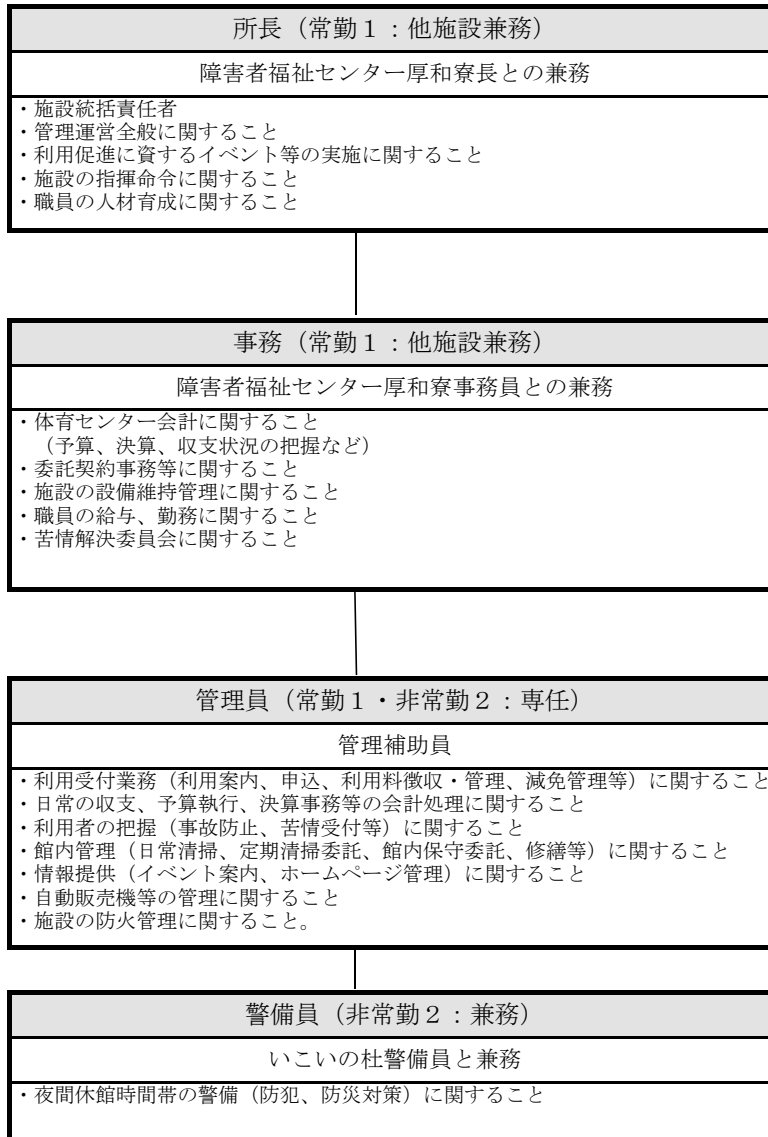 所長（常勤１：他施設兼務）
障害者福祉センター厚和寮長との兼務
・施設統括責任者
・管理運営全般に関すること
・利用促進に資するイベント等の実施に関すること
・施設の指揮命令に関すること
・職員の人材育成に関すること
事務（常勤１：他施設兼務）
障害者福祉センター厚和寮事務員との兼務
・体育センター会計に関すること
（予算、決算、収支状況の把握など）
・委託契約事務等に関すること
・施設の設備維持管理に関すること
・職員の給与、勤務に関すること
・苦情解決委員会に関すること
管理員（常勤１・非常勤２：専任）
管理補助員
・利用受付業務（利用案内、申込、利用料徴収・管理、減免管理等）に関すること
・日常の収支、予算執行、決算事務等の会計処理に関すること
・利用者の把握（事故防止、苦情受付等）に関すること
・館内管理（日常清掃、定期清掃委託、館内保守委託、修繕等）に関すること
・情報提供（イベント案内、ホームページ管理）に関すること
・自動販売機等の管理に関すること
・施設の防火管理に関すること。
警備員（非常勤２：兼務）
いこいの杜警備員と兼務
・夜間休館時間帯の警備（防犯、防災対策）に関すること